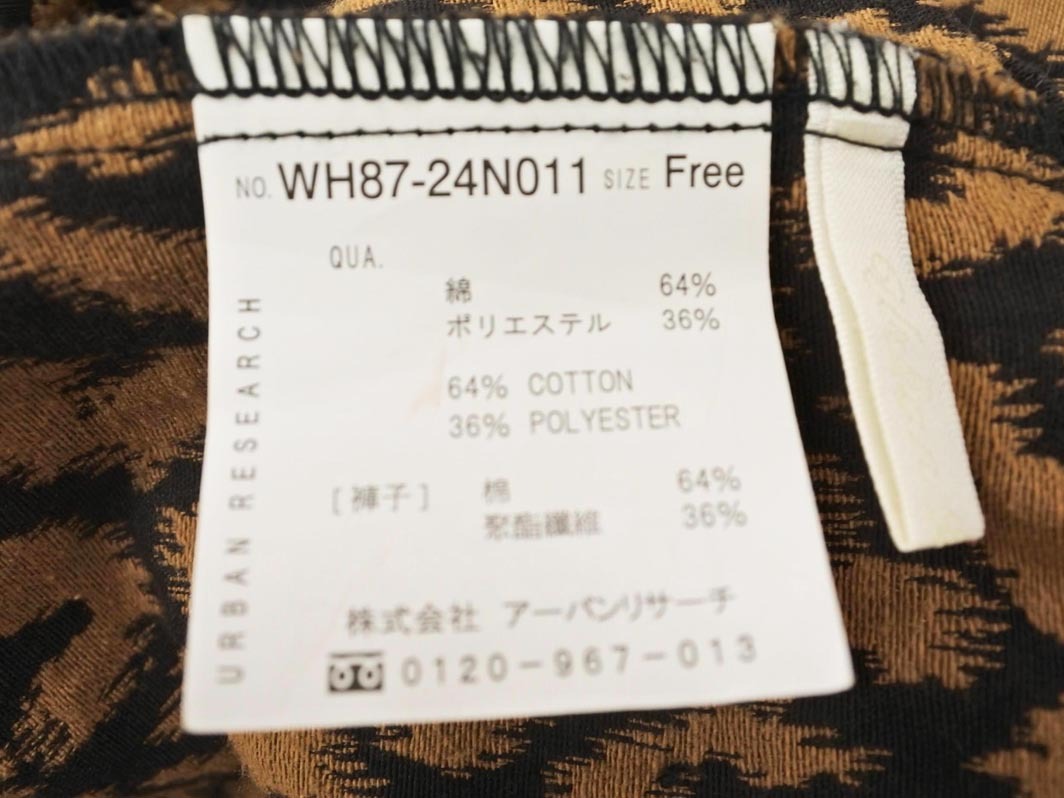 NO. WH87-24N011 SIZE Free
QUA.
綿 64%
ポリエステル 36%
64% COTTON
36% POLYESTER
[褲子] 棉 64%
聚酯纖維 36%
株式会社 アーバンリサーチ
0120-967-013
URBAN RESEARCH